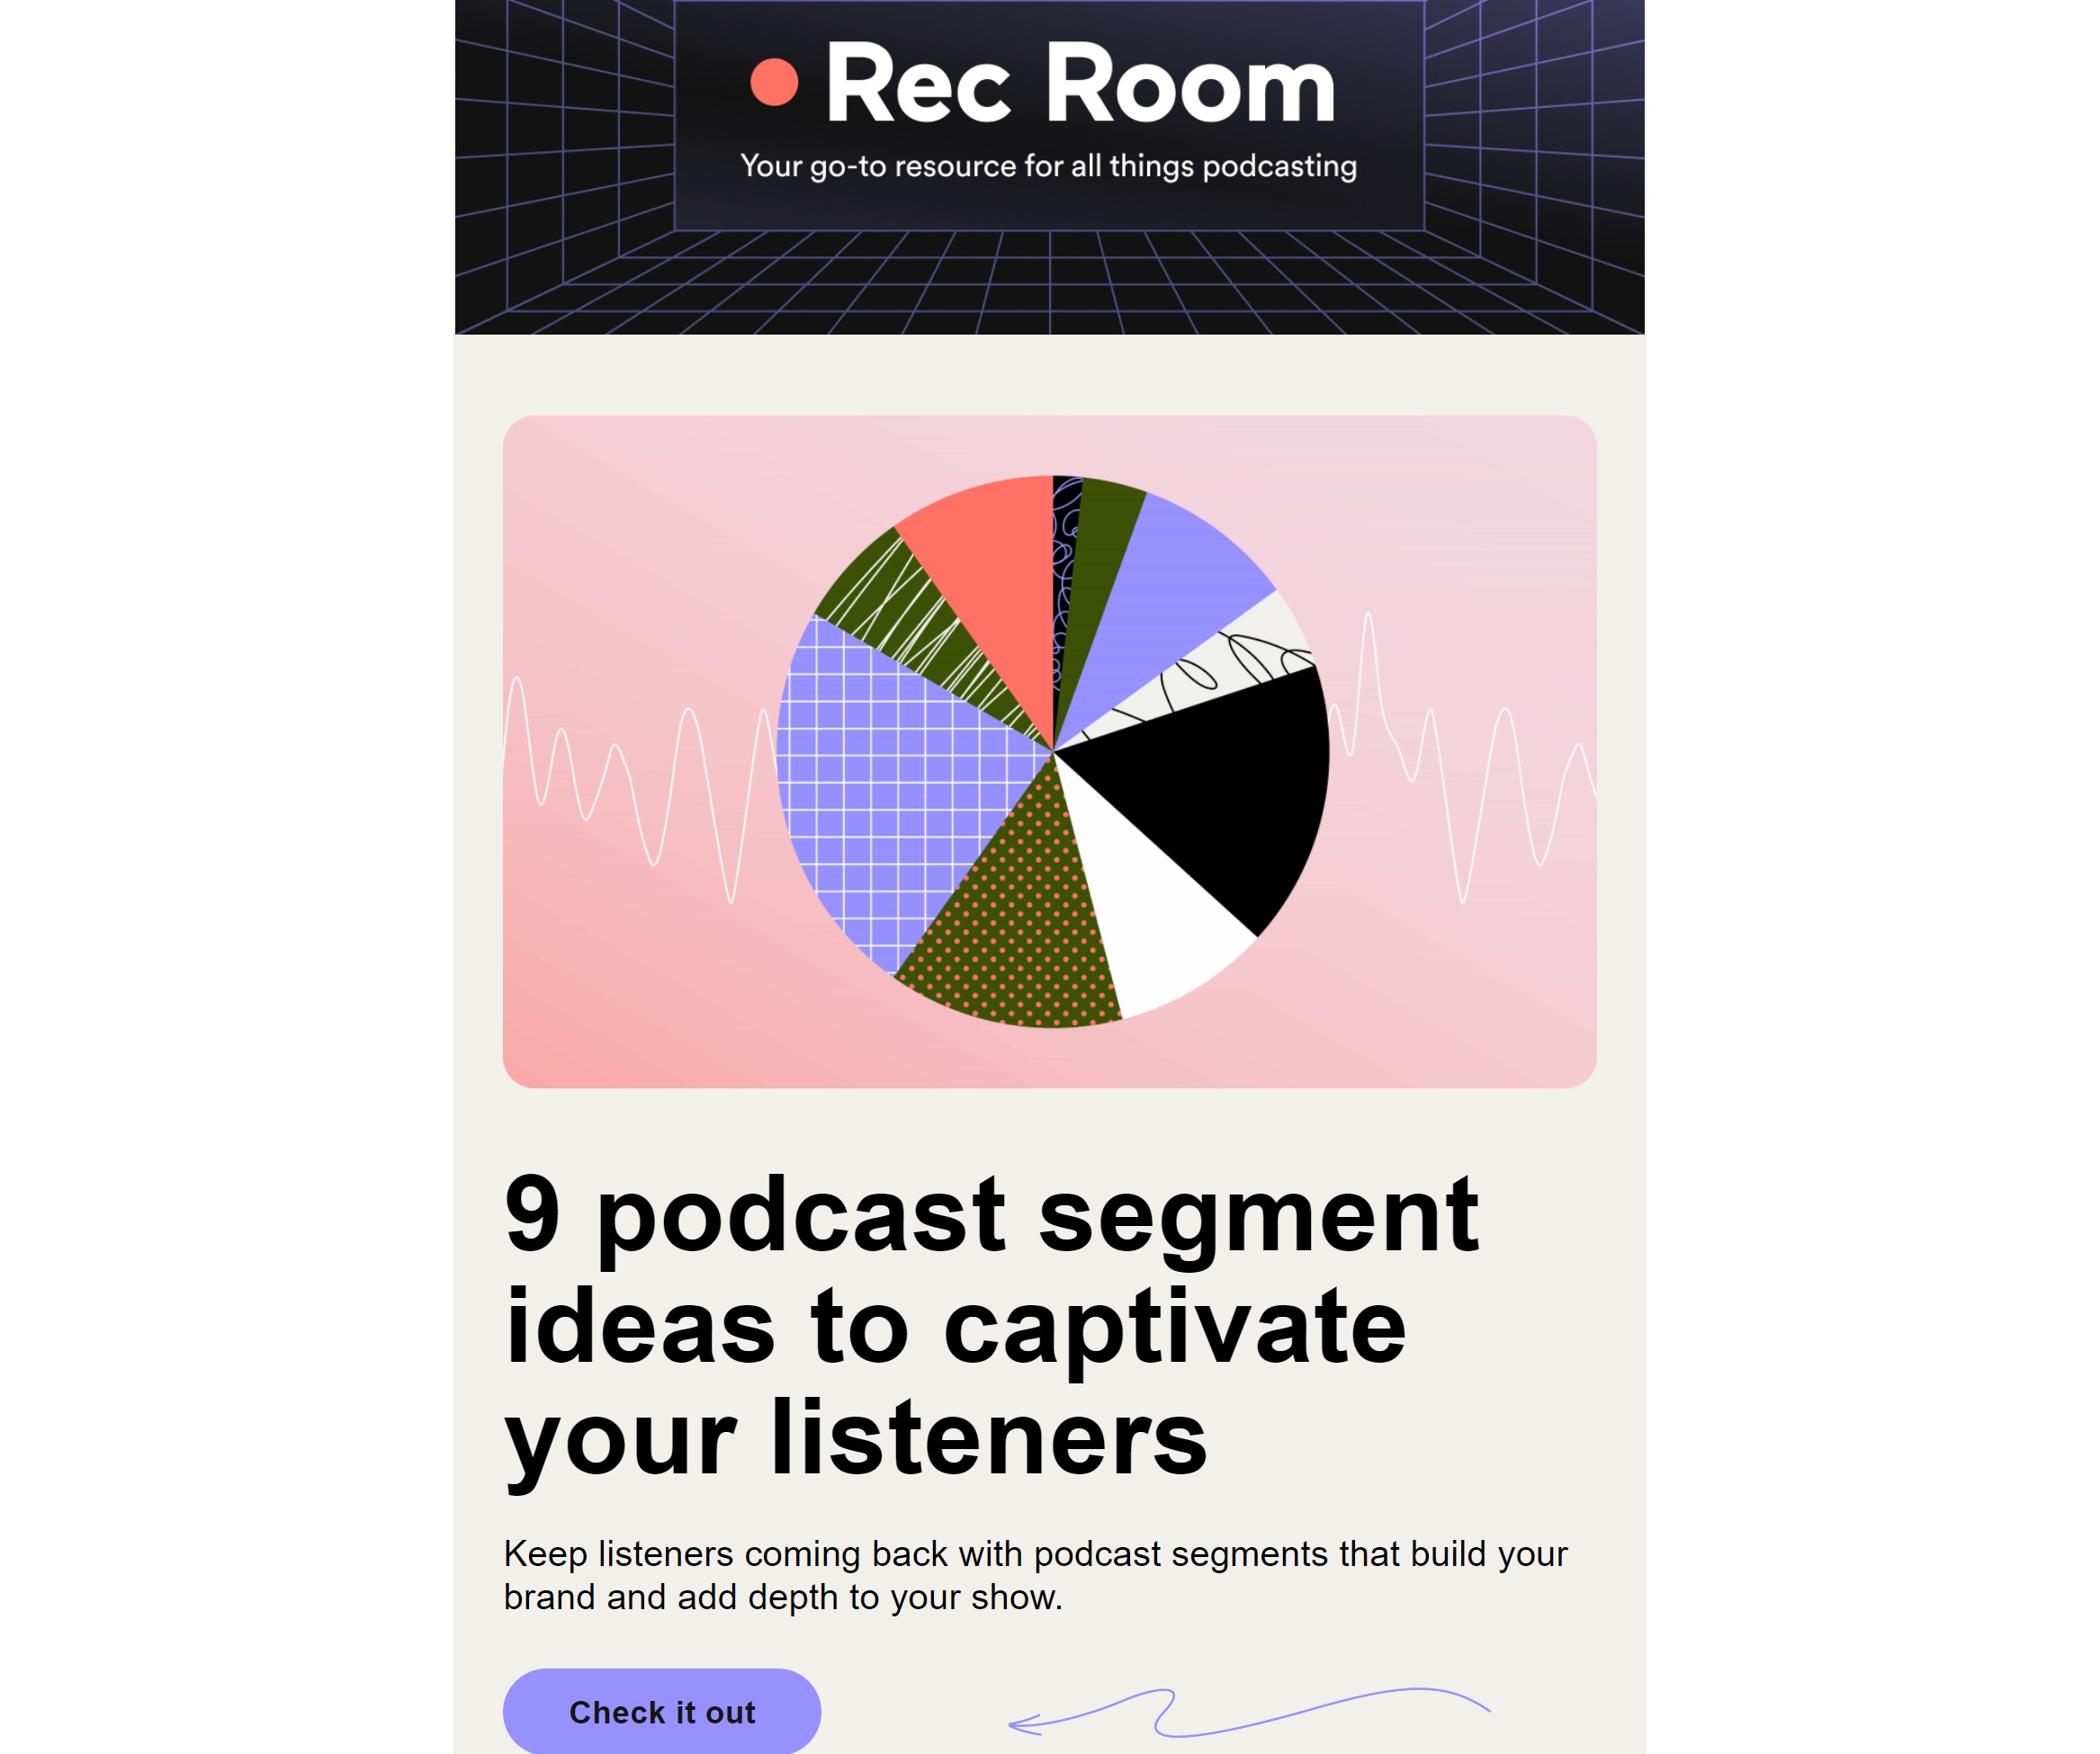 Rec Room
Your go-to resource for all things podcasting
9 podcast segment
ideas to captivate
your listeners
Keep listeners coming back with podcast segments that build your
brand and add depth to your show.
Check it out